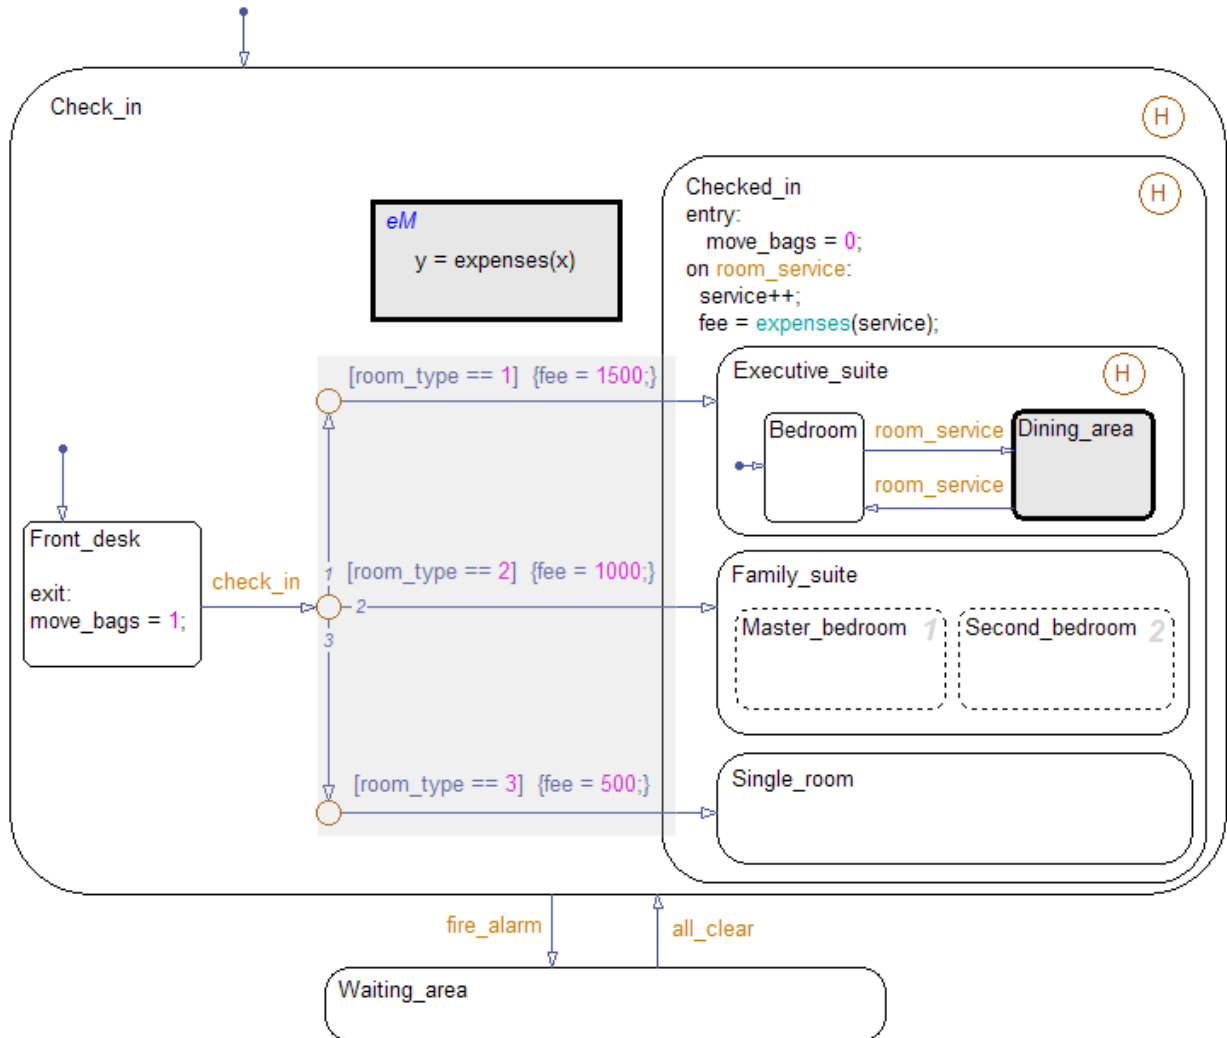 Check_in
H
Checked_in
H
entry:
move_bags = 0;
on room_service:
service++;
fee = expenses(service);
eM
y = expenses(x)
[room_type == 1] {fee = 1500;}
Executive_suite
H
Bedroom
room_service
Dining_area
room_service
Front_desk
exit:
move_bags = 1;
check_in
1
2
3
[room_type == 2] {fee = 1000;}
Family_suite
Master_bedroom 1
Second_bedroom 2
[room_type == 3] {fee = 500;}
Single_room
fire_alarm
all_clear
Waiting_area